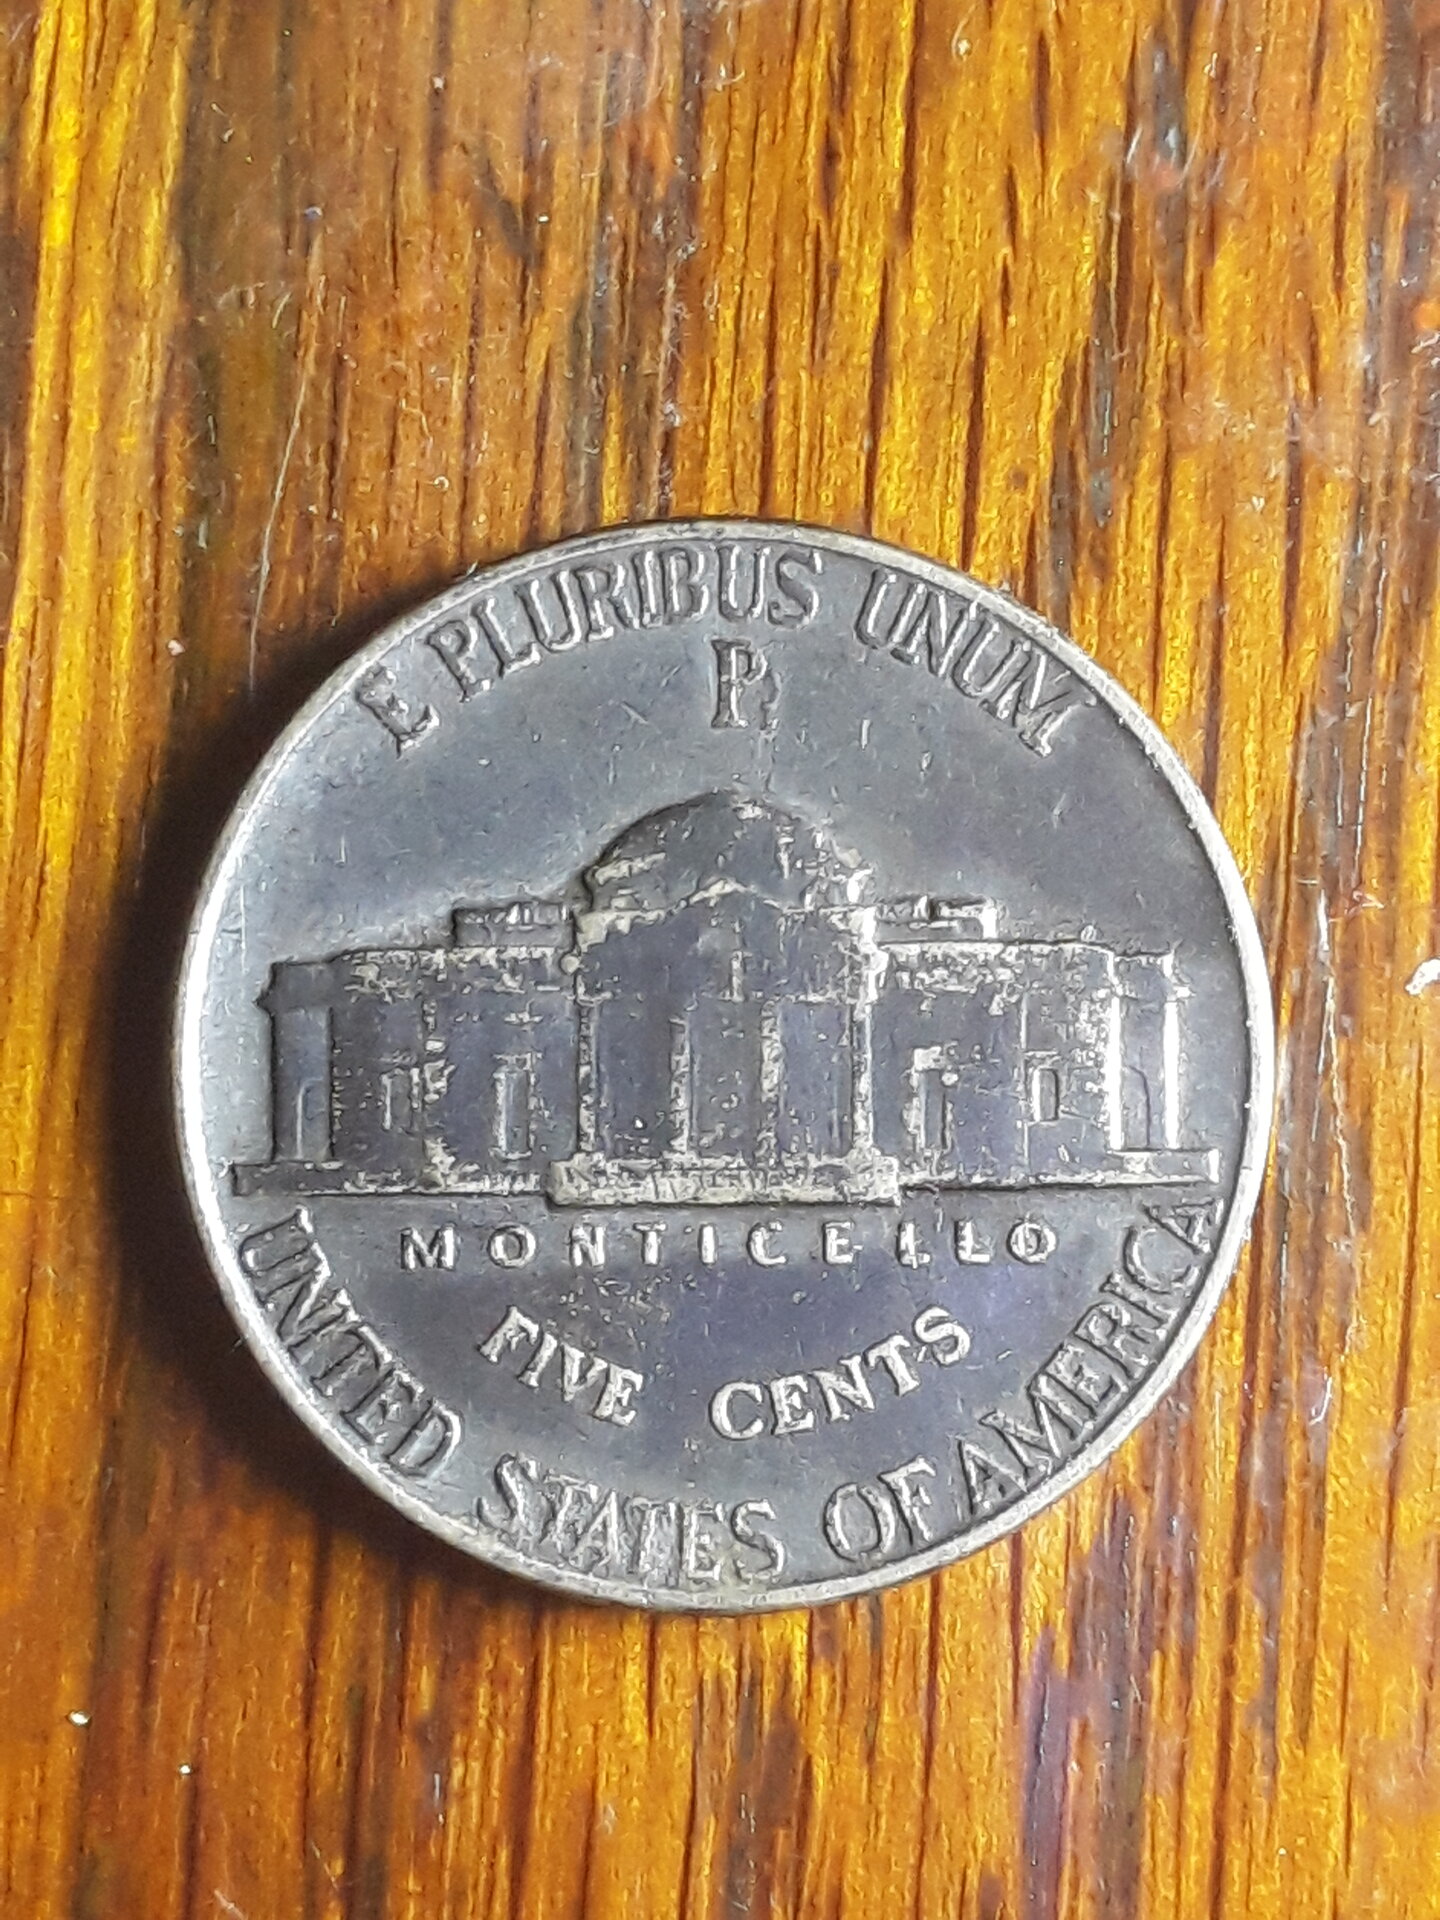 E PLURIBUS UNUM
P
MONTICELLO
FIVE CENTS
UNITED STATES OF AMERICA